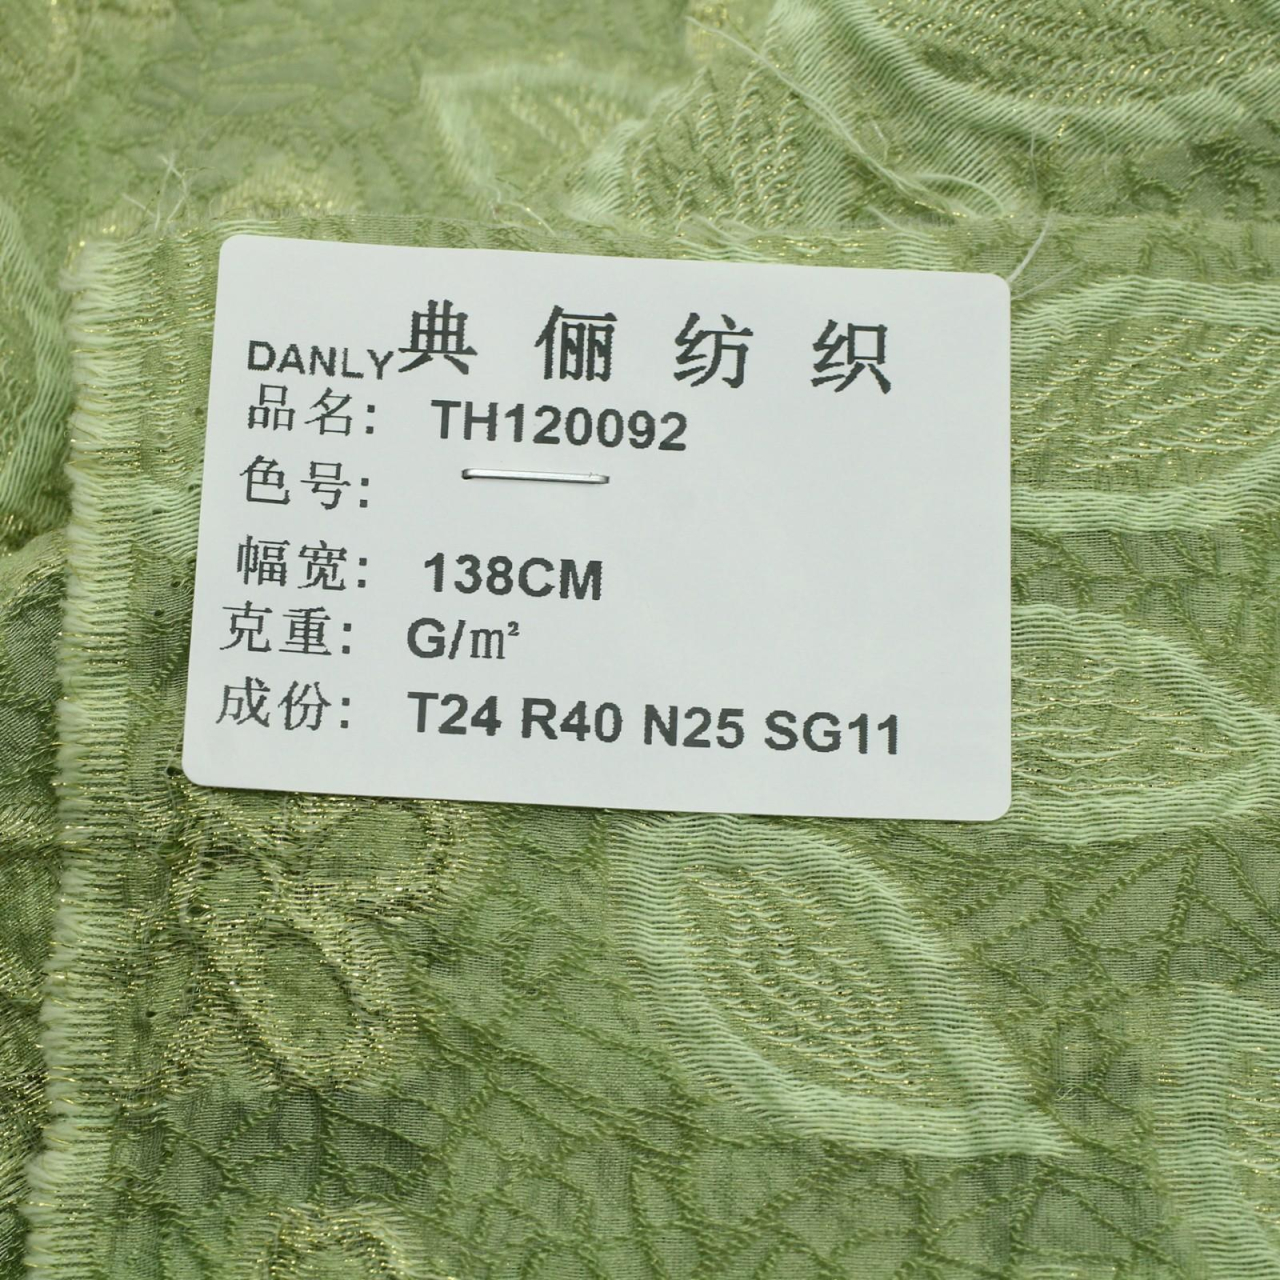 DANLY典 俪 纺 织
品名: TH120092
色号:
幅宽: 138CM
克重: G/㎡
成份: T24 R40 N25 SG11